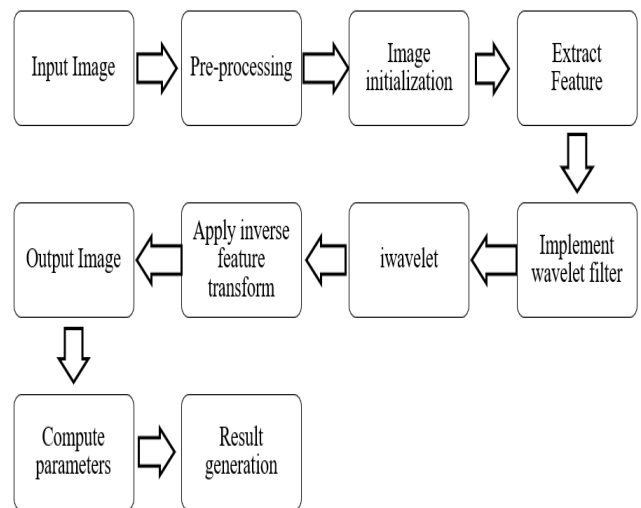 Input Image
Pre-processing
Image
initialization
Extract
Feature
Implement
wavelet filter
iwavelet
Apply inverse
feature
transform
Output Image
Compute
parameters
Result
generation